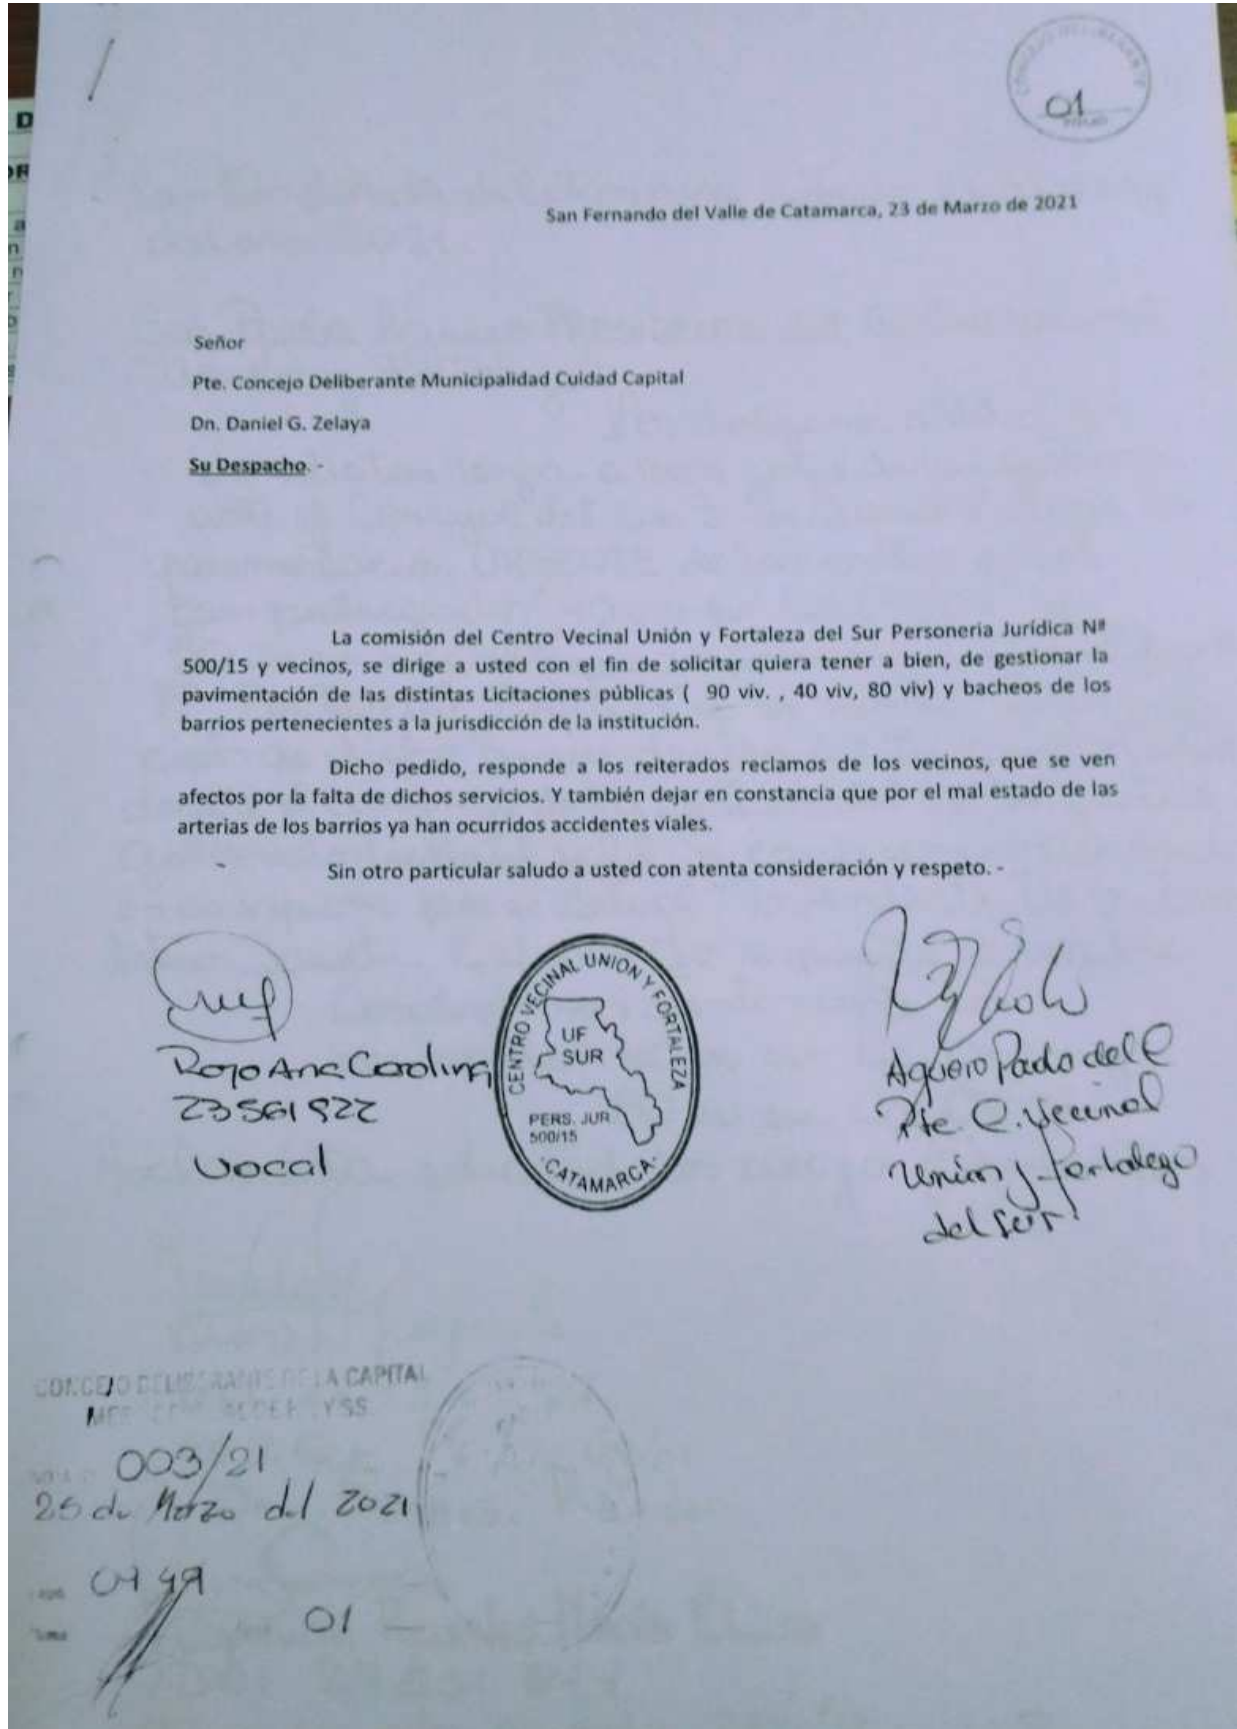 CONCEJO DELIBERANTE
01
San Fernando del Valle de Catamarca, 23 de Marzo de 2021
Señor
Pte. Concejo Deliberante Municipalidad Cuidad Capital
Dn. Daniel G. Zelaya
Su Despacho. -
La comisión del Centro Vecinal Unión y Fortaleza del Sur Personeria Jurídica Nª
500/15 y vecinos, se dirige a usted con el fin de solicitar quiera tener a bien, de gestionar la
pavimentación de las distintas Licitaciones públicas (  90 viv. , 40 viv, 80 viv) y bacheos de los
barrios pertenecientes a la jurisdicción de la institución.
Dicho pedido, responde a los reiterados reclamos de los vecinos, que se ven
afectos por la falta de dichos servicios. Y también dejar en constancia que por el mal estado de las
arterias de los barrios ya han ocurridos accidentes viales.
Sin otro particular saludo a usted con atenta consideración y respeto. -
Rojo Ana Carolina
23561922
Vocal
CENTRO VECINAL UNION Y FORTALEZA
UF
SUR
PERS. JUR
500/15
·CATAMARCA·
Aguero Pado del C
Pte C. Vecinal
Unión y fortalega
del sur
CONCEJO DELIBERANTE DE LA CAPITAL
003/21
25 de Marzo del 2021
01